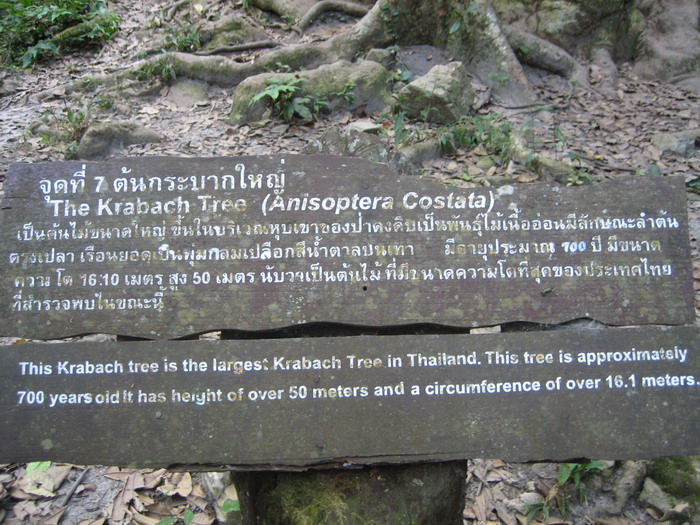 จุดที่ 7 ต้นกระบากใหญ่
The Krabach Tree (Anisoptera Costata)
เป็นต้นไม้ขนาดใหญ่ ขึ้นในบริเวณหุบเขาของป่าดงดิบเป็นพันธุ์ไม้เนื้ออ่อนมีลักษณะลำต้น
ตรงเปลา เรือนยอดเป็นพุ่มกลมเปลือกสีน้ำตาลปนเทา มีอายุประมาณ 700 ปี มีขนาด
ความโต 16.10 เมตร สูง 50 เมตร นับว่าเป็นต้นไม้ ที่มีขนาดความโตที่สุดของประเทศไทย
ที่สำรวจพบในขณะนี้
This Krabach tree is the largest Krabach Tree in Thailand. This tree is approximately
700 years old It has height of over 50 meters and a circumference of over 16.1 meters.